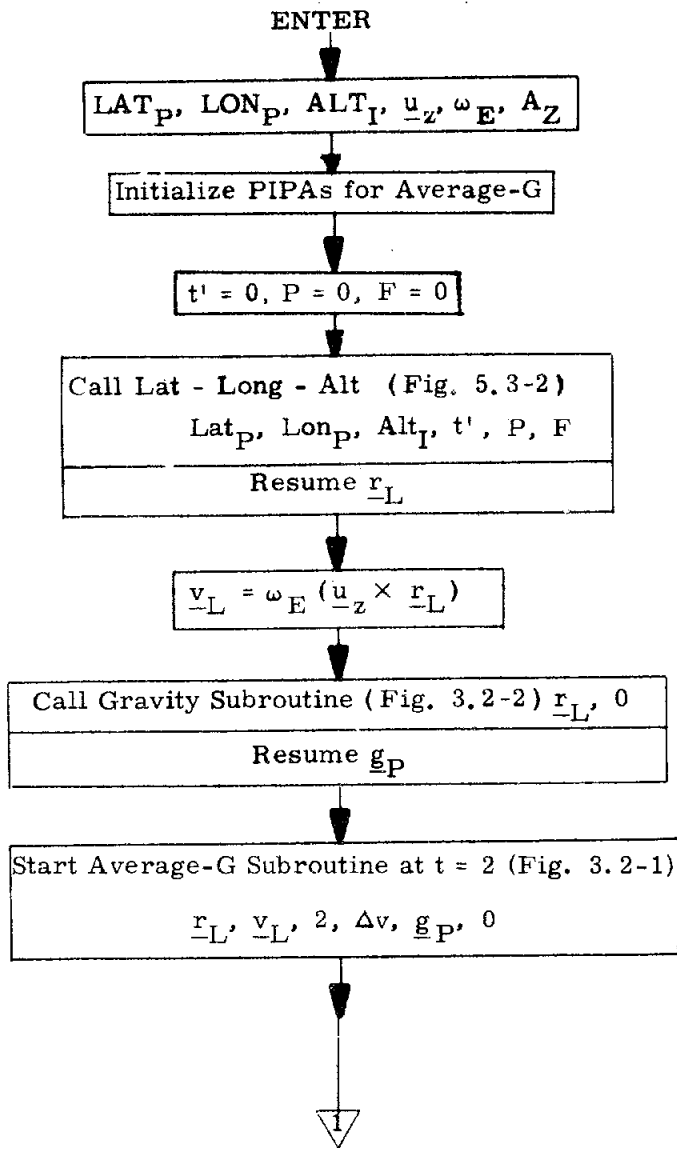 ENTER
LAT_P, LON_P, ALT_I, u_z, ω_E, A_Z
Initialize PIPAs for Average-G
t' = 0, P = 0, F = 0
Call Lat - Long - Alt (Fig. 5.3-2)
Lat_P, Lon_P, Alt_I, t', P, F
Resume r_L
v_L = ω_E (u_z × r_L)
Call Gravity Subroutine (Fig. 3.2-2) r_L, 0
Resume g_P
Start Average-G Subroutine at t = 2 (Fig. 3.2-1)
r_L, v_L, 2, Δv, g_P, 0
1